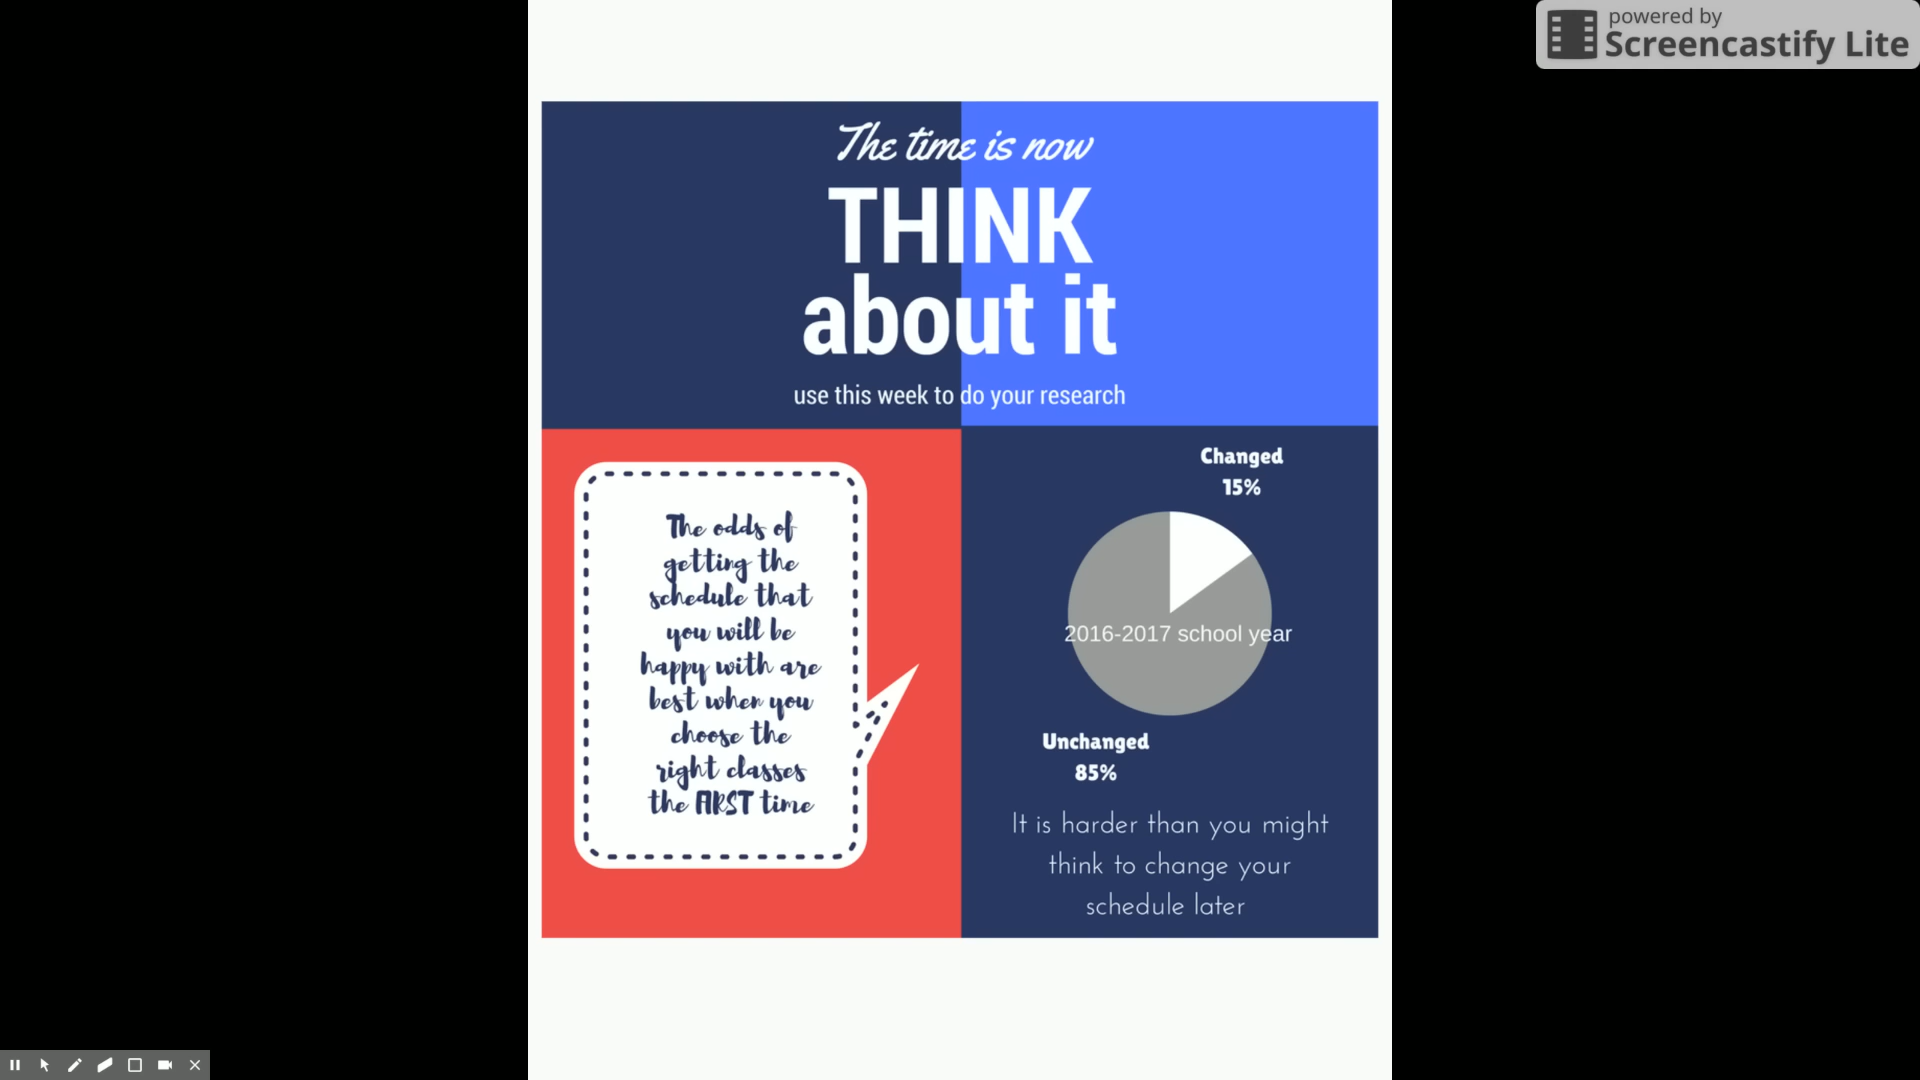 powered by
Screencastify Lite
The time is now
THINK
about it
use this week to do your research
The odds of
getting the
schedule that
you will be
happy with are
best when you
choose the
right classes
the FIRST time
Changed
15%
2016-2017 school year
Unchanged
85%
It is harder than you might
think to change your
schedule later